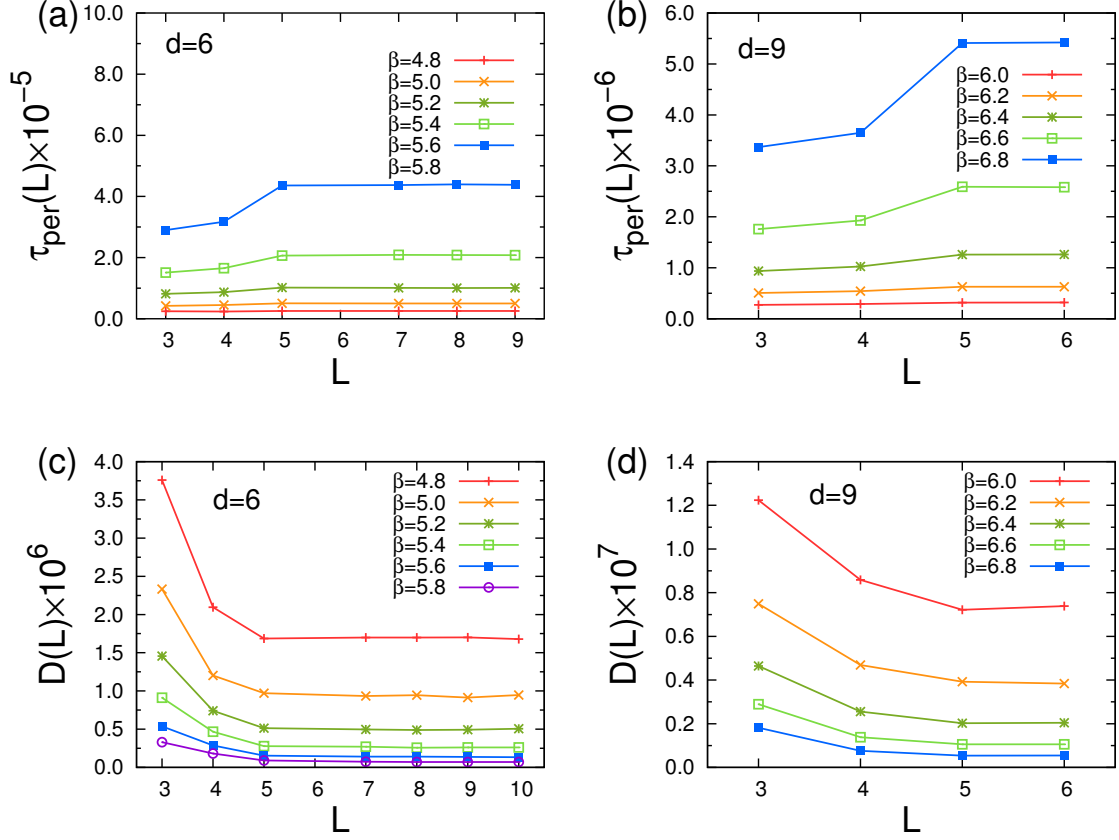 (a)
d=6
τper(L)×10−5
10.0
8.0
6.0
4.0
2.0
0.0
β=4.8
β=5.0
β=5.2
β=5.4
β=5.6
β=5.8
3 4 5 6 7 8 9
L
(b)
d=9
τper(L)×10−6
6.0
5.0
4.0
3.0
2.0
1.0
0.0
β=6.0
β=6.2
β=6.4
β=6.6
β=6.8
3 4 5 6
L
(c)
d=6
D(L)×106
4.0
3.5
3.0
2.5
2.0
1.5
1.0
0.5
0.0
β=4.8
β=5.0
β=5.2
β=5.4
β=5.6
β=5.8
3 4 5 6 7 8 9 10
L
(d)
d=9
D(L)×107
1.4
1.2
1.0
0.8
0.6
0.4
0.2
0.0
β=6.0
β=6.2
β=6.4
β=6.6
β=6.8
3 4 5 6
L